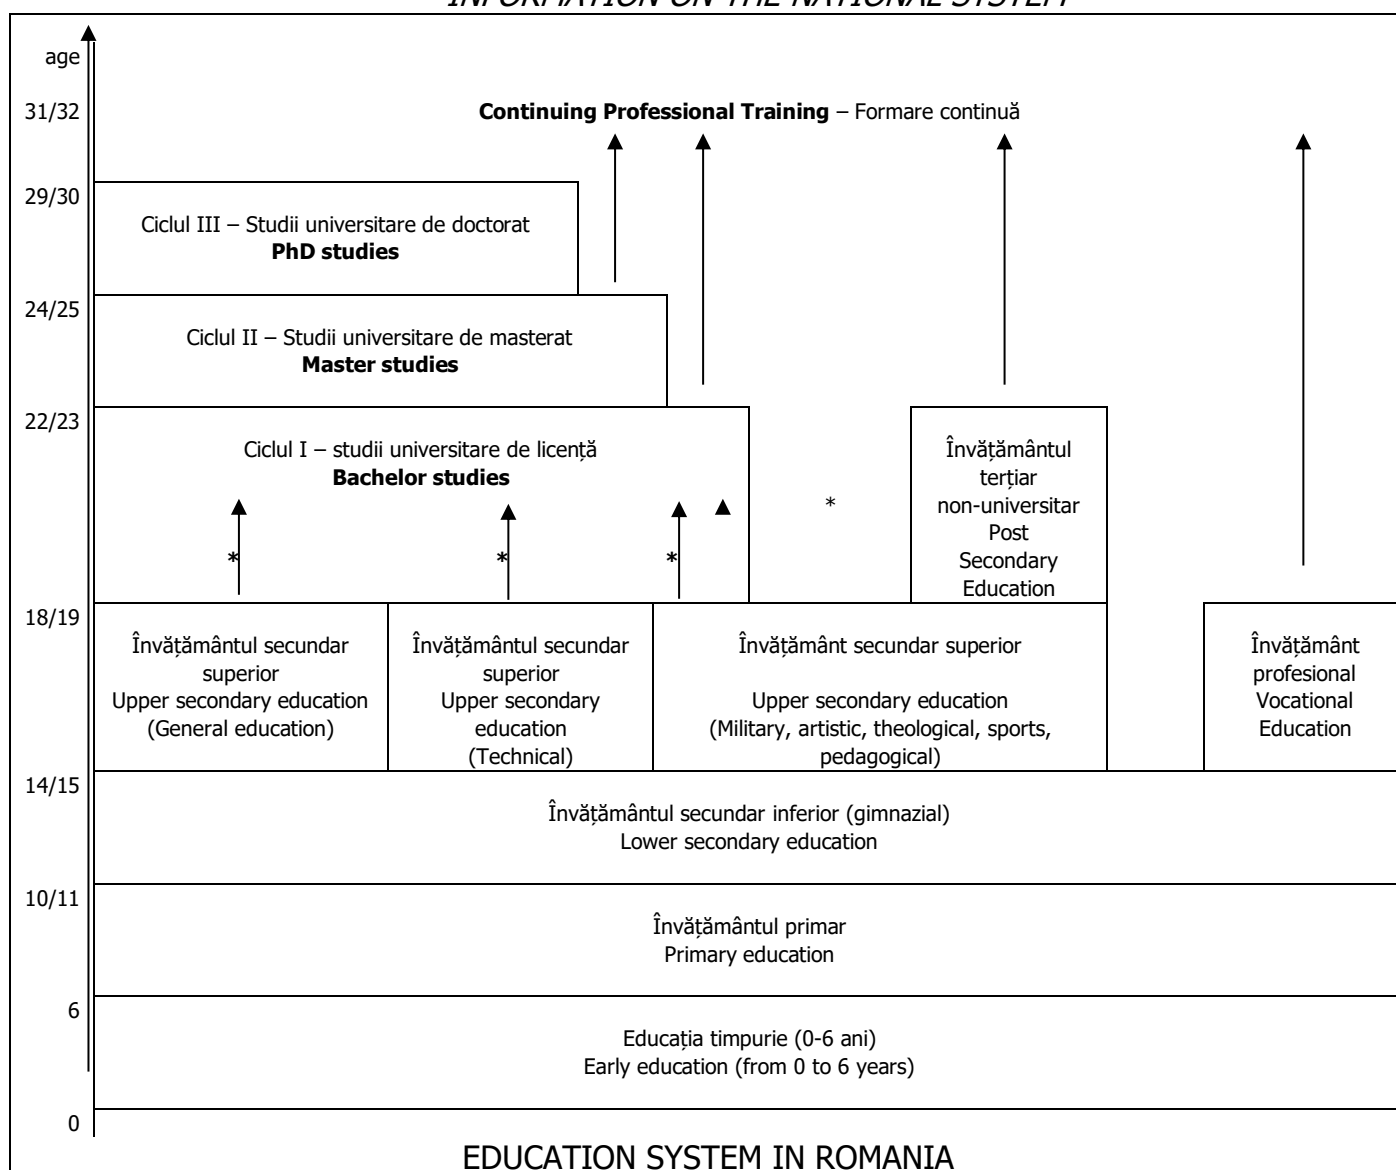 INFORMATION ON THE NATIONAL SYSTEM
age
31/32
Continuing Professional Training – Formare continuă
29/30
Ciclul III – Studii universitare de doctorat
PhD studies
24/25
Ciclul II – Studii universitare de masterat
Master studies
22/23
Ciclul I – studii universitare de licență
Bachelor studies
*
*
*
*
Învățământul
terțiar
non-universitar
Post
Secondary
Education
18/19
Învățământul secundar
superior
Upper secondary education
(General education)
Învățământul secundar
superior
Upper secondary
education
(Technical)
Învățământ secundar superior
Upper secondary education
(Military, artistic, theological, sports,
pedagogical)
Învățământ
profesional
Vocational
Education
14/15
Învățământul secundar inferior (gimnazial)
Lower secondary education
10/11
Învățământul primar
Primary education
6
Educația timpurie (0-6 ani)
Early education (from 0 to 6 years)
0
EDUCATION SYSTEM IN ROMANIA